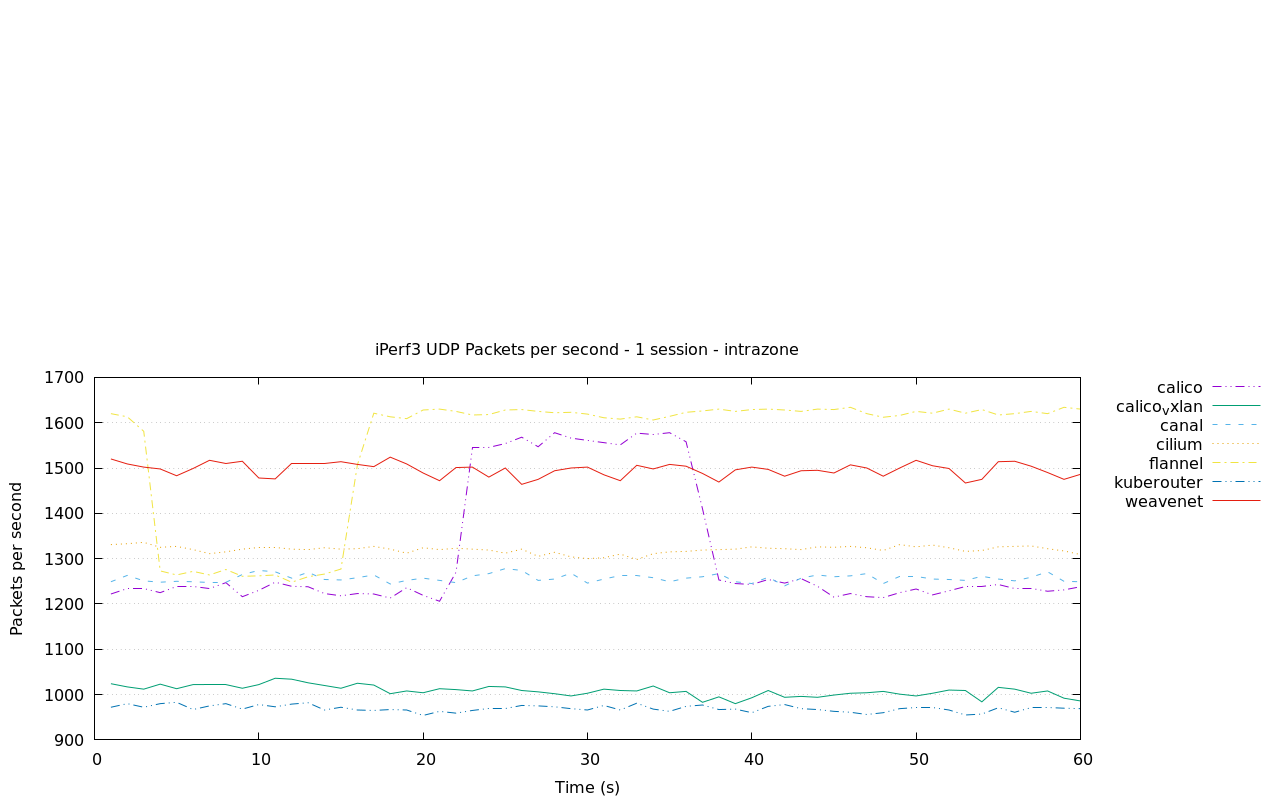 iPerf3 UDP Packets per second - 1 session - intrazone
1700
1600
1500
1400
1300
1200
1100
1000
900
0 10 20 30 40 50 60
Packets per second
Time (s)
calico
calicovxlan
canal
cilium
flannel
kuberouter
weavenet